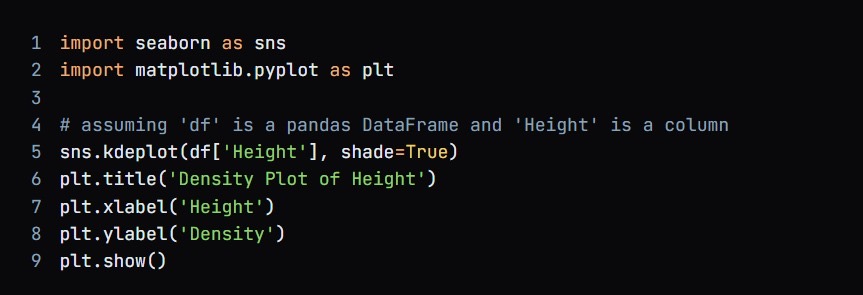 1 import seaborn as sns
2 import matplotlib.pyplot as plt
3
4 # assuming 'df' is a pandas DataFrame and 'Height' is a column
5 sns.kdeplot(df['Height'], shade=True)
6 plt.title('Density Plot of Height')
7 plt.xlabel('Height')
8 plt.ylabel('Density')
9 plt.show()